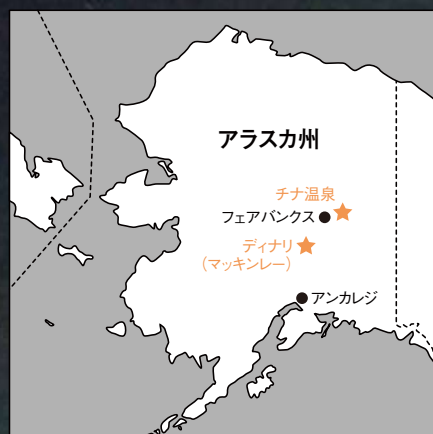 アラスカ州
チナ温泉
フェアバンクス
ディナリ
（マッキンレー）
アンカレジ